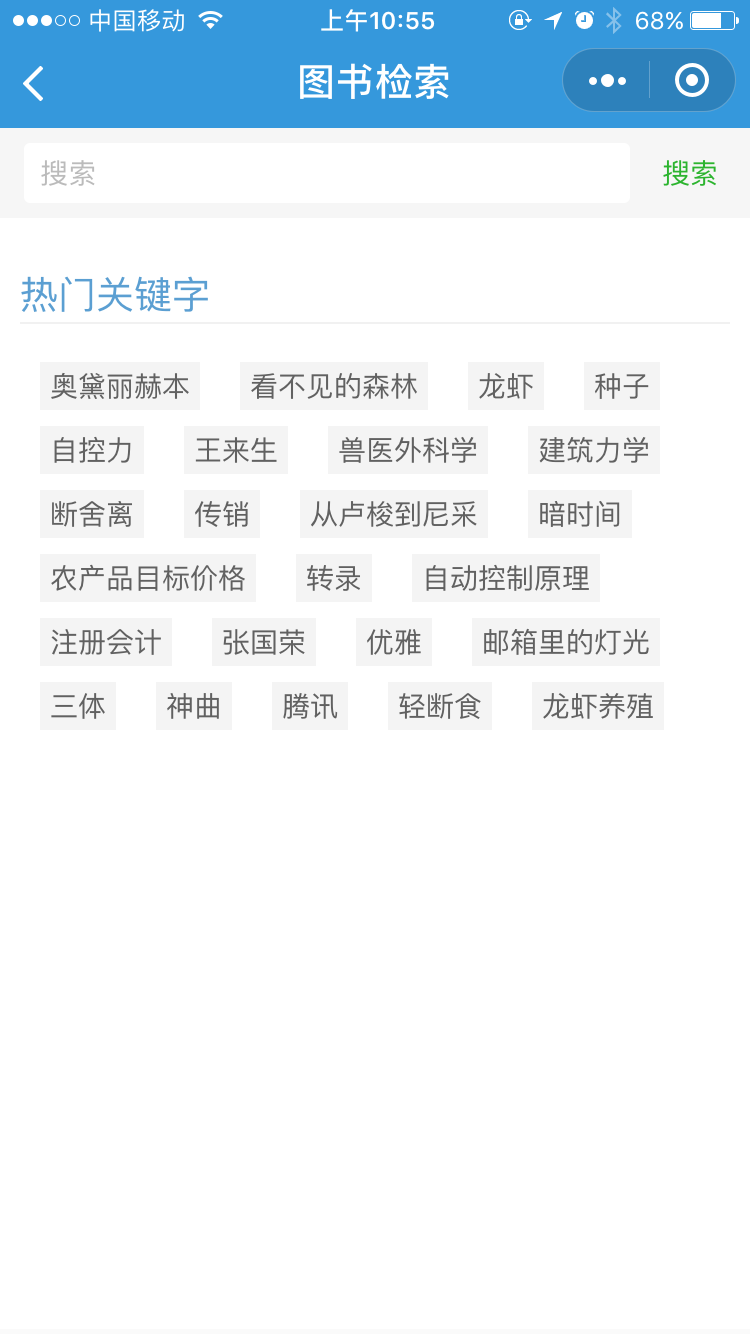 中国移动 上午10:55 68%
图书检索
搜索 搜索
热门关键字
奥黛丽赫本 看不见的森林 龙虾 种子
自控力 王来生 兽医外科学 建筑力学
断舍离 传销 从卢梭到尼采 暗时间
农产品目标价格 转录 自动控制原理
注册会计 张国荣 优雅 邮箱里的灯光
三体 神曲 腾讯 轻断食 龙虾养殖